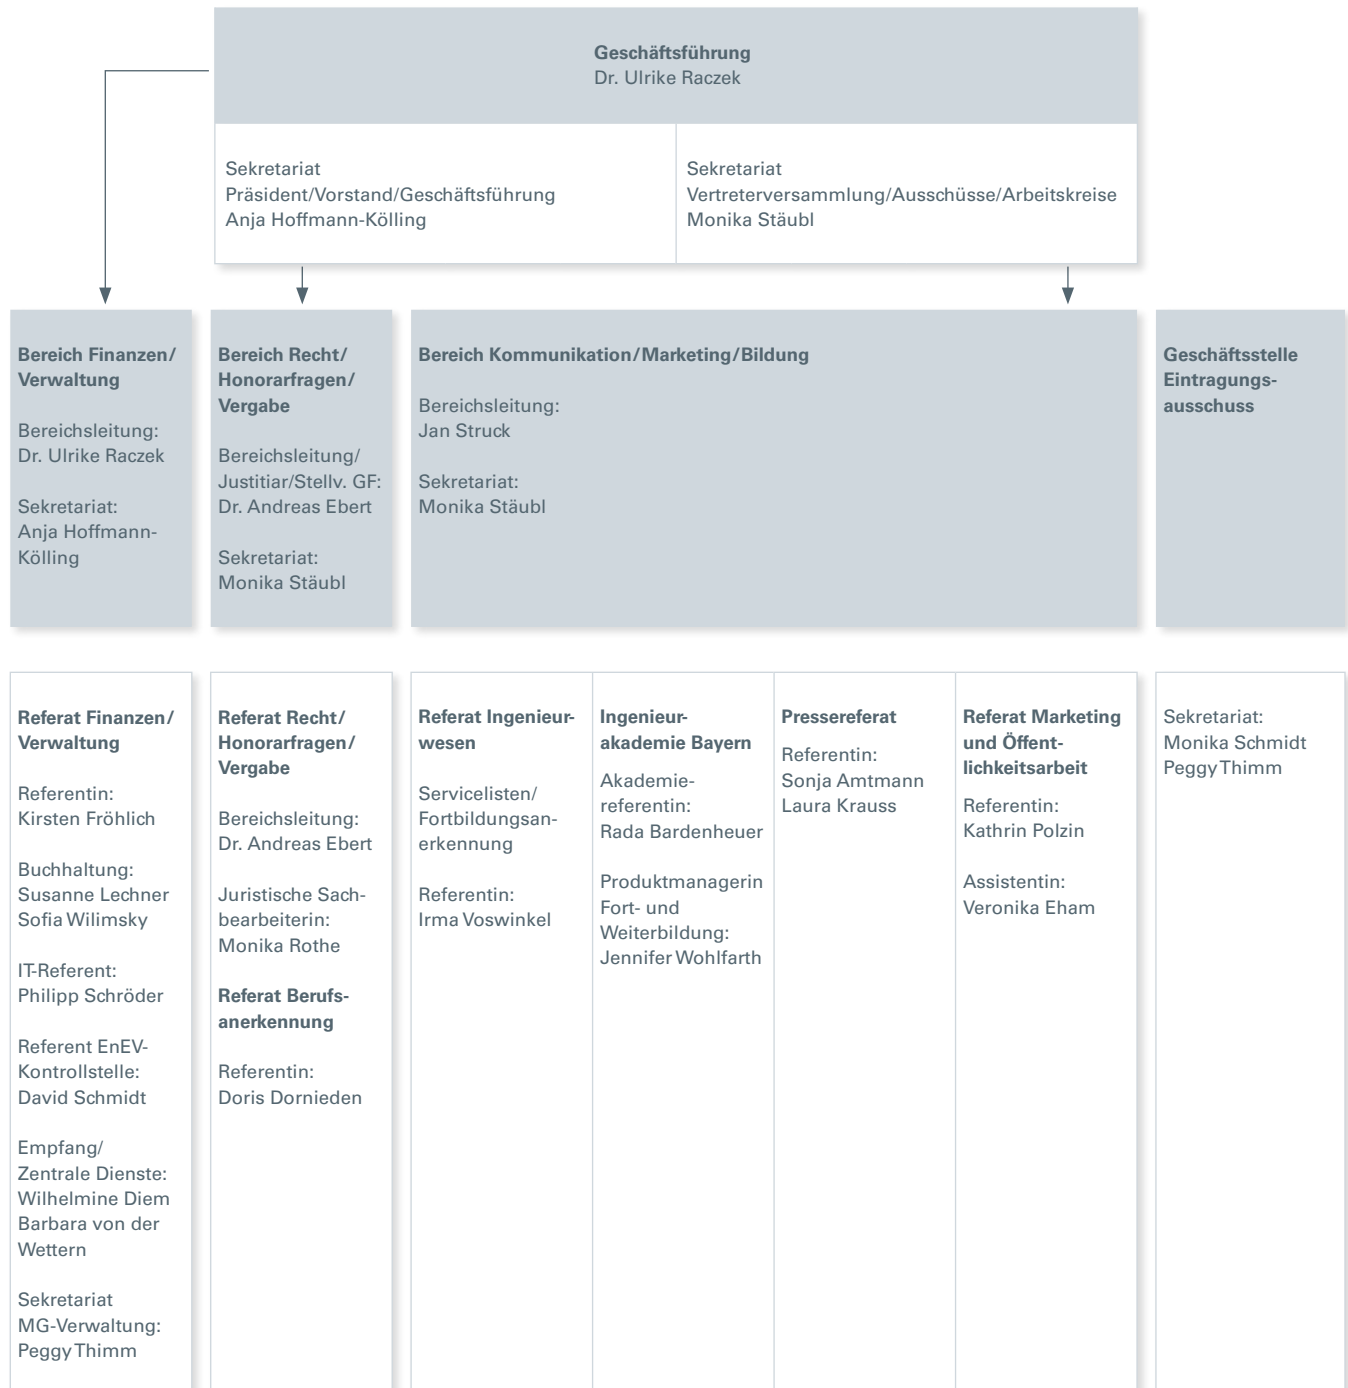 Geschäftsführung
Dr. Ulrike Raczek
Sekretariat
Präsident/Vorstand/Geschäftsführung
Anja Hoffmann-Kölling
Sekretariat
Vertreterversammlung/Ausschüsse/Arbeitskreise
Monika Stäubl
Bereich Finanzen/
Verwaltung
Bereichsleitung:
Dr. Ulrike Raczek
Sekretariat:
Anja Hoffmann-
Kölling
Bereich Recht/
Honorarfragen/
Vergabe
Bereichsleitung/
Justitiar/Stellv. GF:
Dr. Andreas Ebert
Sekretariat:
Monika Stäubl
Bereich Kommunikation/Marketing/Bildung
Bereichsleitung:
Jan Struck
Sekretariat:
Monika Stäubl
Geschäftsstelle
Eintragungs-
ausschuss
Referat Finanzen/
Verwaltung
Referentin:
Kirsten Fröhlich
Buchhaltung:
Susanne Lechner
Sofia Wilimsky
IT-Referent:
Philipp Schröder
Referent EnEV-
Kontrollstelle:
David Schmidt
Empfang/
Zentrale Dienste:
Wilhelmine Diem
Barbara von der
Wettern
Sekretariat
MG-Verwaltung:
Peggy Thimm
Referat Recht/
Honorarfragen/
Vergabe
Bereichsleitung:
Dr. Andreas Ebert
Juristische Sach-
bearbeiterin:
Monika Rothe
Referat Berufs-
anerkennung
Referentin:
Doris Dornieden
Referat Ingenieur-
wesen
Servicelisten/
Fortbildungsan-
erkennung
Referentin:
Irma Voswinkel
Ingenieur-
akademie Bayern
Akademie-
referentin:
Rada Bardenheuer
Produktmanagerin
Fort- und
Weiterbildung:
Jennifer Wohlfarth
Pressereferat
Referentin:
Sonja Amtmann
Laura Krauss
Referat Marketing
und Öffent-
lichkeitsarbeit
Referentin:
Kathrin Polzin
Assistentin:
Veronika Eham
Sekretariat:
Monika Schmidt
Peggy Thimm